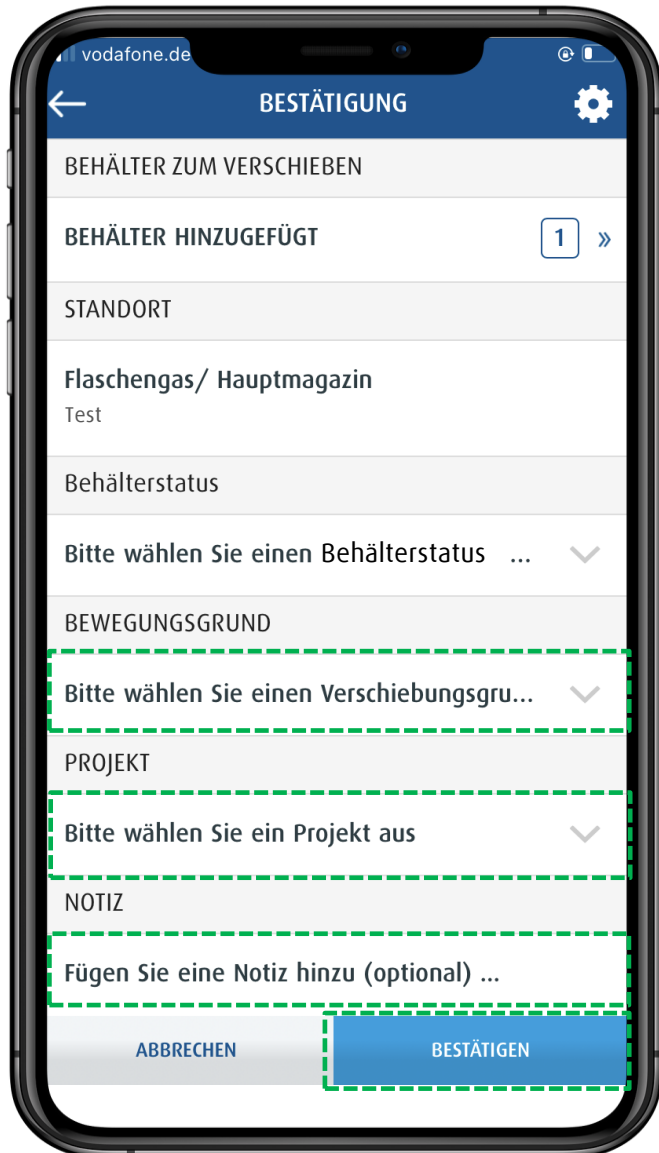 vodafone.de
BESTÄTIGUNG
BEHÄLTER ZUM VERSCHIEBEN
BEHÄLTER HINZUGEFÜGT 1 »
STANDORT
Flaschengas/ Hauptmagazin
Test
Behälterstatus
Bitte wählen Sie einen Behälterstatus ...
BEWEGUNGSGRUND
Bitte wählen Sie einen Verschiebungsgru...
PROJEKT
Bitte wählen Sie ein Projekt aus
NOTIZ
Fügen Sie eine Notiz hinzu (optional) ...
ABBRECHEN BESTÄTIGEN